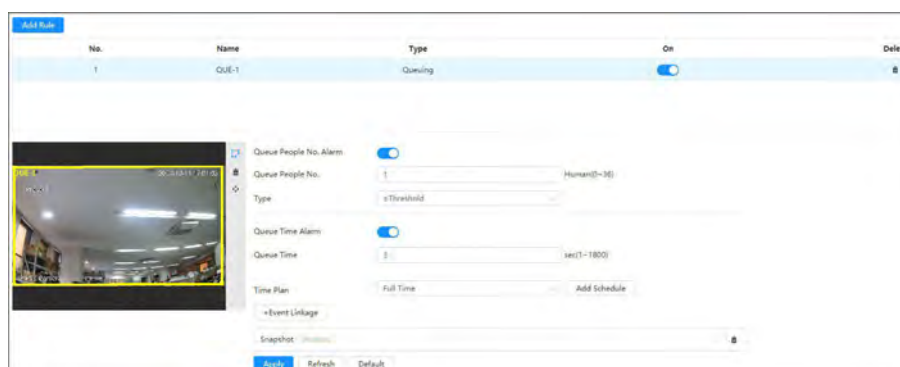 Add Rule
No. Name Type On Dele
1 QUE-1 Queuing
Queue People No. Alarm
Queue People No. 1 Human(0~36)
Type ≥Threshold
Queue Time Alarm
Queue Time sec(1~1800)
Time Plan Full Time Add Schedule
+Event Linkage
Snapshot
Apply Refresh Default